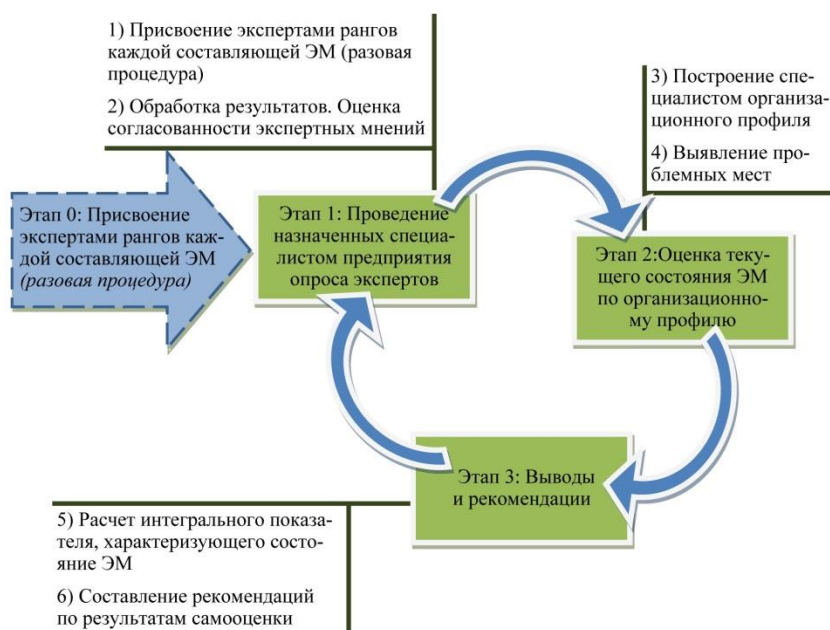 1) Присвоение экспертами рангов
каждой составляющей ЭМ (разовая
процедура)
2) Обработка результатов. Оценка
согласованности экспертных мнений
3) Построение спе-
циалистом организа-
ционного профиля
4) Выявление про-
блемных мест
Этап 0: Присвоение
экспертами рангов каж-
дой составляющей ЭМ
(разовая процедура)
Этап 1: Проведение
назначенных специа-
листом предприятия
опроса экспертов
Этап 2:Оценка теку-
щего состояния ЭМ
по организационно-
му профилю
Этап 3: Выводы
и рекомендации
5) Расчет интегрального показа-
теля, характеризующего состо-
яние ЭМ
6) Составление рекомендаций
по результатам самооценки